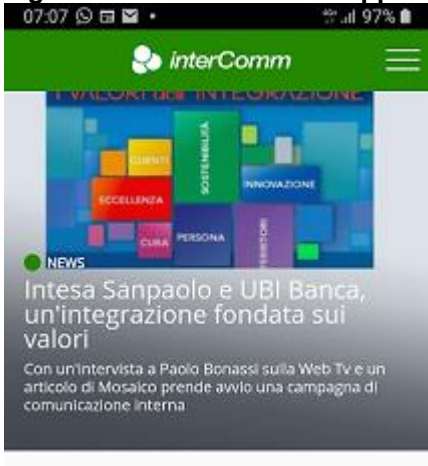 07:07
97%
interComm
I VALORI dell'INTEGRAZIONE
CLIENTI
SOSTENIBILITÀ
ECCELLENZA
INNOVAZIONE
CURA
PERSONA
TERRITORI
NEWS
Intesa Sanpaolo e UBI Banca,
un'integrazione fondata sui
valori
Con un'intervista a Paolo Bonassi sulla Web Tv e un
articolo di Mosaico prende avvio una campagna di
comunicazione interna